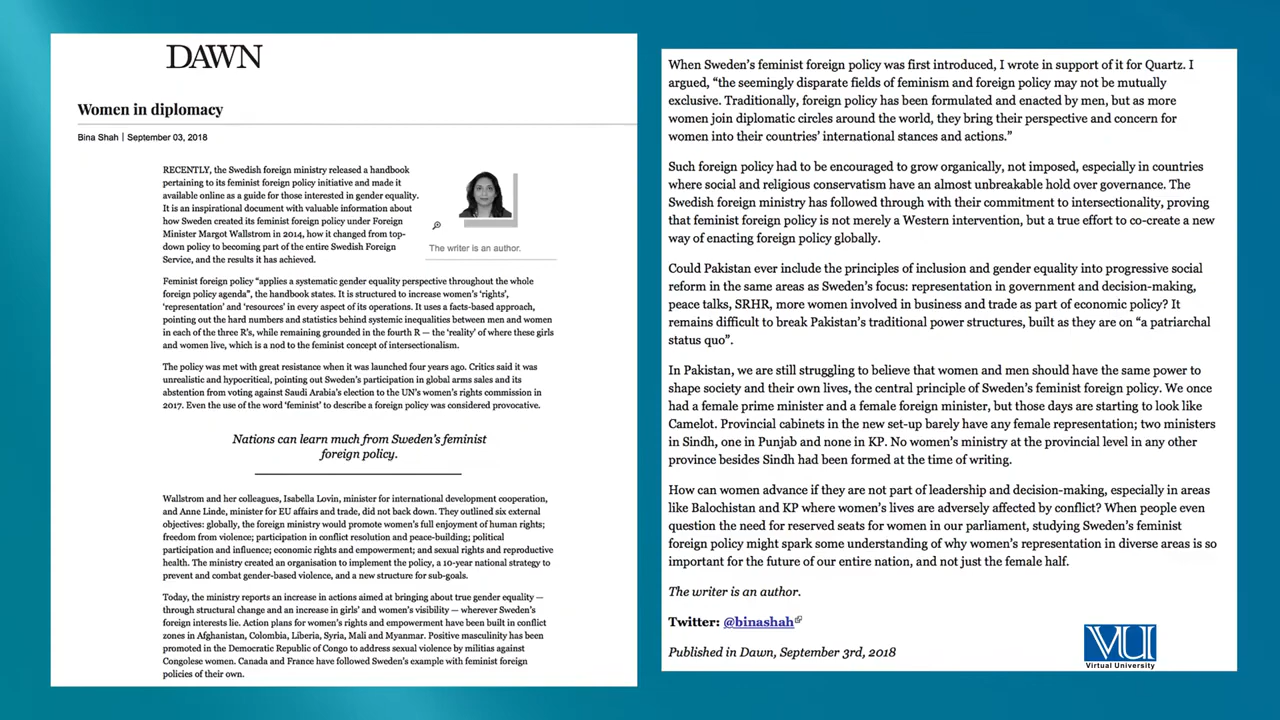 DAWN
Women in diplomacy
Bina Shah | September 03, 2018
RECENTLY, the Swedish foreign ministry released a handbook
pertaining to its feminist foreign policy initiative and made it
available online as a guide for those interested in gender equality.
It is an inspirational document with valuable information about
how Sweden created its feminist foreign policy under Foreign
Minister Margot Wallstrom in 2014, how it changed from top-
down policy to becoming part of the entire Swedish Foreign
Service, and the results it has achieved.
The writer is an author.
Feminist foreign policy “applies a systematic gender equality perspective throughout the whole
foreign policy agenda”, the handbook states. It is structured to increase women’s ‘rights’,
‘representation’ and ‘resources’ in every aspect of its operations. It uses a facts-based approach,
pointing out the hard numbers and statistics behind systemic inequalities between men and women
in each of the three R’s, while remaining grounded in the fourth R — the ‘reality’ of where these girls
and women live, which is a nod to the feminist concept of intersectionalism.
The policy was met with great resistance when it was launched four years ago. Critics said it was
unrealistic and hypocritical, pointing out Sweden’s participation in global arms sales and its
abstention from voting against Saudi Arabia’s election to the UN’s women’s rights commission in
2017. Even the use of the word ‘feminist’ to describe a foreign policy was considered provocative.
Nations can learn much from Sweden’s feminist
foreign policy.
Wallstrom and her colleagues, Isabella Lovin, minister for international development cooperation,
and Anne Linde, minister for EU affairs and trade, did not back down. They outlined six external
objectives: globally, the foreign ministry would promote women’s full enjoyment of human rights;
freedom from violence; participation in conflict resolution and peace-building; political
participation and influence; economic rights and empowerment; and sexual rights and reproductive
health. The ministry created an organisation to implement the policy, a 10-year national strategy to
prevent and combat gender-based violence, and a new structure for sub-goals.
Today, the ministry reports an increase in actions aimed at bringing about true gender equality —
through structural change and an increase in girls’ and women’s visibility — wherever Sweden’s
foreign interests lie. Action plans for women’s rights and empowerment have been built in conflict
zones in Afghanistan, Colombia, Liberia, Syria, Mali and Myanmar. Positive masculinity has been
promoted in the Democratic Republic of Congo to address sexual violence by militias against
Congolese women. Canada and France have followed Sweden’s example with feminist foreign
policies of their own.
When Sweden’s feminist foreign policy was first introduced, I wrote in support of it for Quartz. I
argued, “the seemingly disparate fields of feminism and foreign policy may not be mutually
exclusive. Traditionally, foreign policy has been formulated and enacted by men, but as more
women join diplomatic circles around the world, they bring their perspective and concern for
women into their countries’ international stances and actions.”
Such foreign policy had to be encouraged to grow organically, not imposed, especially in countries
where social and religious conservatism have an almost unbreakable hold over governance. The
Swedish foreign ministry has followed through with their commitment to intersectionality, proving
that feminist foreign policy is not merely a Western intervention, but a true effort to co-create a new
way of enacting foreign policy globally.
Could Pakistan ever include the principles of inclusion and gender equality into progressive social
reform in the same areas as Sweden’s focus: representation in government and decision-making,
peace talks, SRHR, more women involved in business and trade as part of economic policy? It
remains difficult to break Pakistan’s traditional power structures, built as they are on “a patriarchal
status quo”.
In Pakistan, we are still struggling to believe that women and men should have the same power to
shape society and their own lives, the central principle of Sweden’s feminist foreign policy. We once
had a female prime minister and a female foreign minister, but those days are starting to look like
Camelot. Provincial cabinets in the new set-up barely have any female representation; two ministers
in Sindh, one in Punjab and none in KP. No women’s ministry at the provincial level in any other
province besides Sindh had been formed at the time of writing.
How can women advance if they are not part of leadership and decision-making, especially in areas
like Balochistan and KP where women’s lives are adversely affected by conflict? When people even
question the need for reserved seats for women in our parliament, studying Sweden’s feminist
foreign policy might spark some understanding of why women’s representation in diverse areas is so
important for the future of our entire nation, and not just the female half.
The writer is an author.
Twitter: @binashah
Published in Dawn, September 3rd, 2018
VU
Virtual University